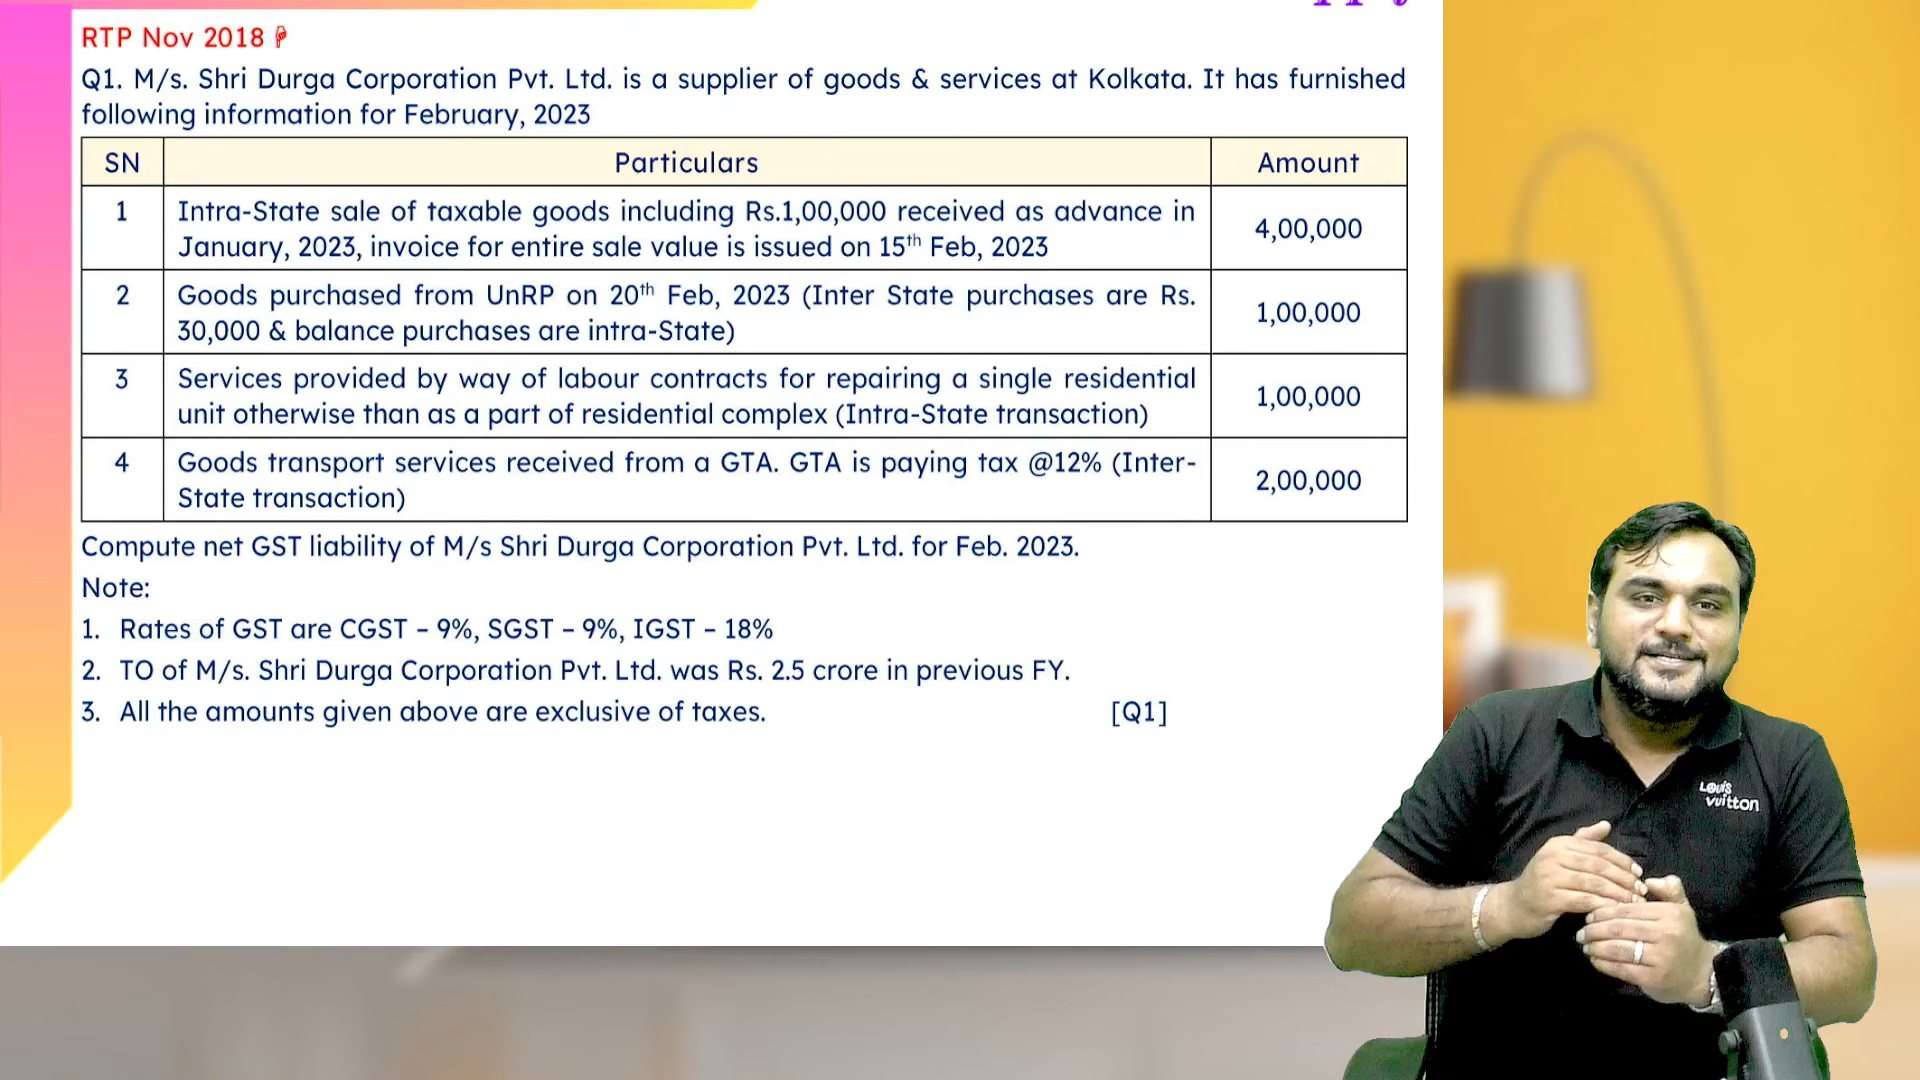 RTP Nov 2018
Q1. M/s. Shri Durga Corporation Pvt. Ltd. is a supplier of goods & services at Kolkata. It has furnished
following information for February, 2023
SN Particulars Amount
1 Intra-State sale of taxable goods including Rs.1,00,000 received as advance in
January, 2023, invoice for entire sale value is issued on 15th Feb, 2023 4,00,000
2 Goods purchased from UnRP on 20th Feb, 2023 (Inter State purchases are Rs.
30,000 & balance purchases are intra-State) 1,00,000
3 Services provided by way of labour contracts for repairing a single residential
unit otherwise than as a part of residential complex (Intra-State transaction) 1,00,000
4 Goods transport services received from a GTA. GTA is paying tax @12% (Inter-
State transaction) 2,00,000
Compute net GST liability of M/s Shri Durga Corporation Pvt. Ltd. for Feb. 2023.
Note:
1. Rates of GST are CGST – 9%, SGST – 9%, IGST – 18%
2. TO of M/s. Shri Durga Corporation Pvt. Ltd. was Rs. 2.5 crore in previous FY.
3. All the amounts given above are exclusive of taxes. [Q1]
Louis
Vuitton